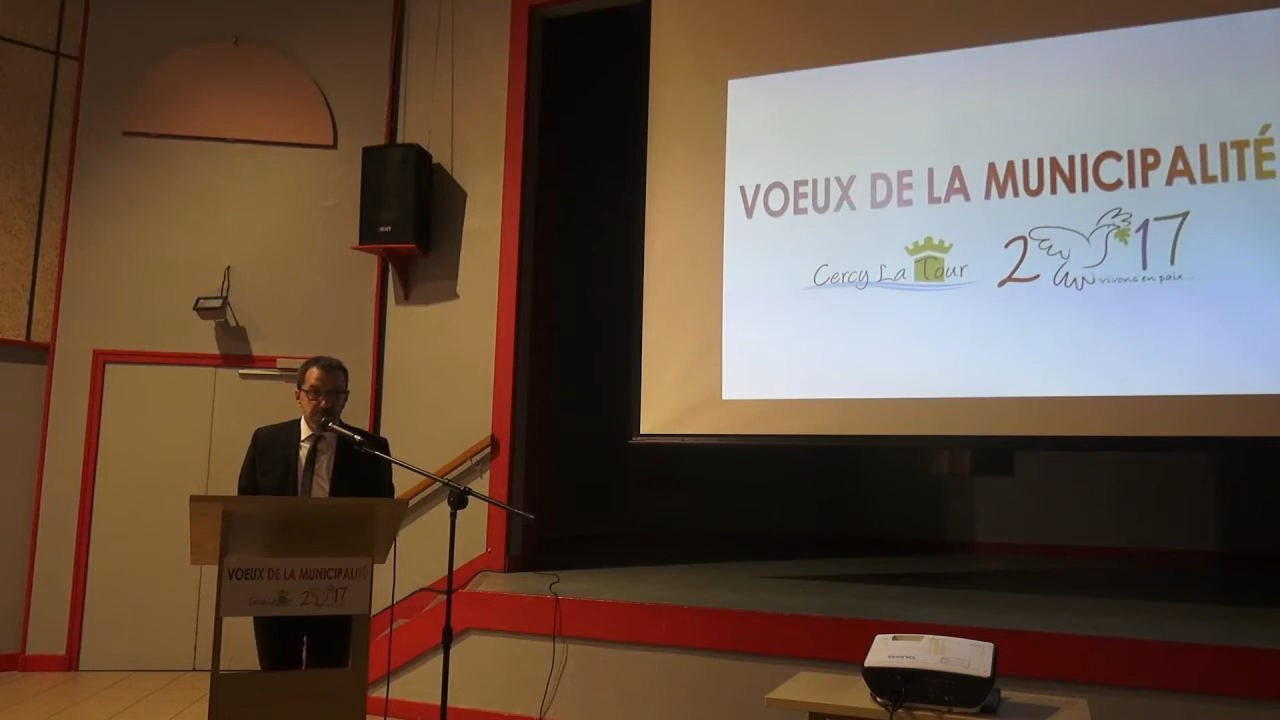 VOEUX DE LA MUNICIPALITÉ
Cercy La Tour
2017
vivons en paix
VOEUX DE LA MUNICIPALITÉ
2017